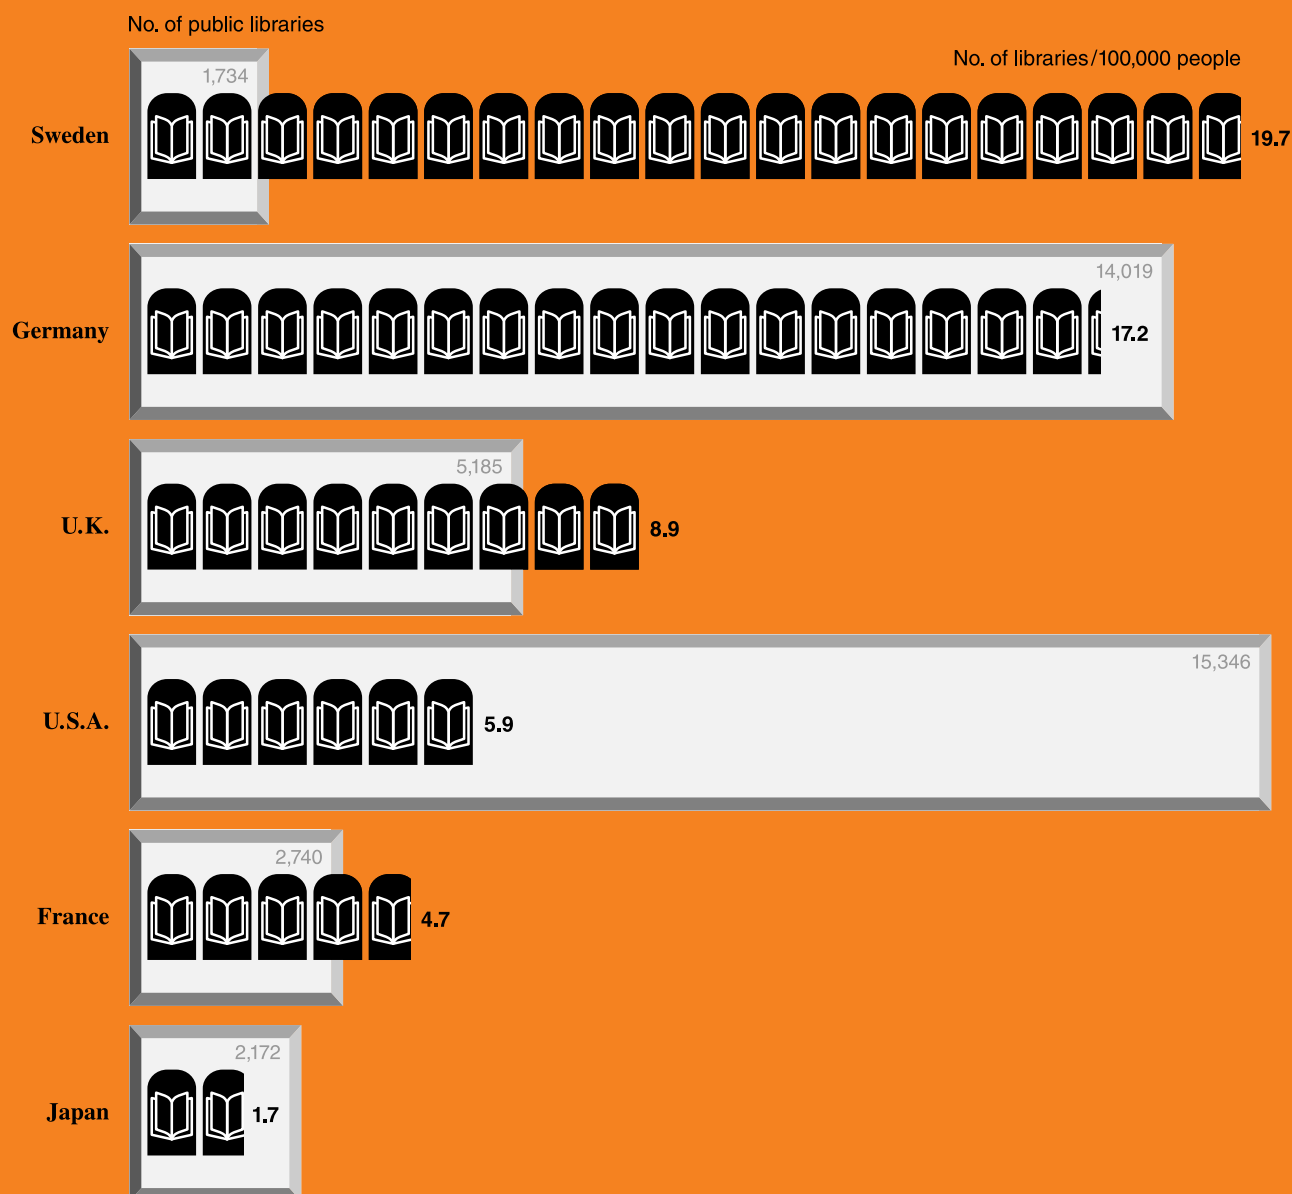 No. of public libraries
No. of libraries/100,000 people
1,734
Sweden
19.7
14,019
Germany
17.2
5,185
U.K.
8.9
15,346
U.S.A.
5.9
2,740
France
4.7
2,172
Japan
1.7